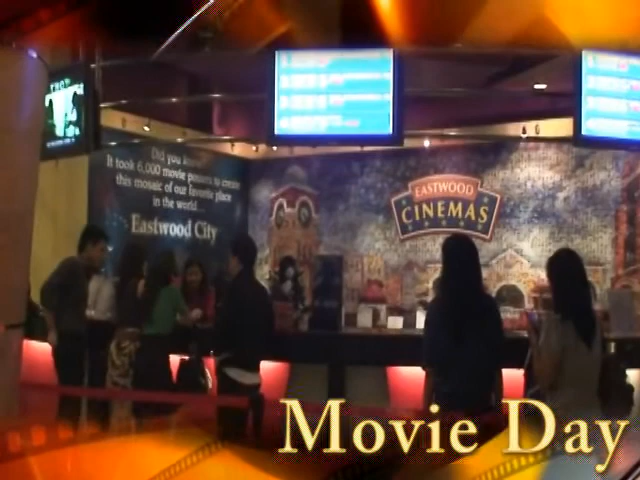 Did you know
It took 6,000 movie posters to create
this mosaic of our favorite place
in the world
Eastwood City
EASTWOOD
CINEMAS
Movie Day